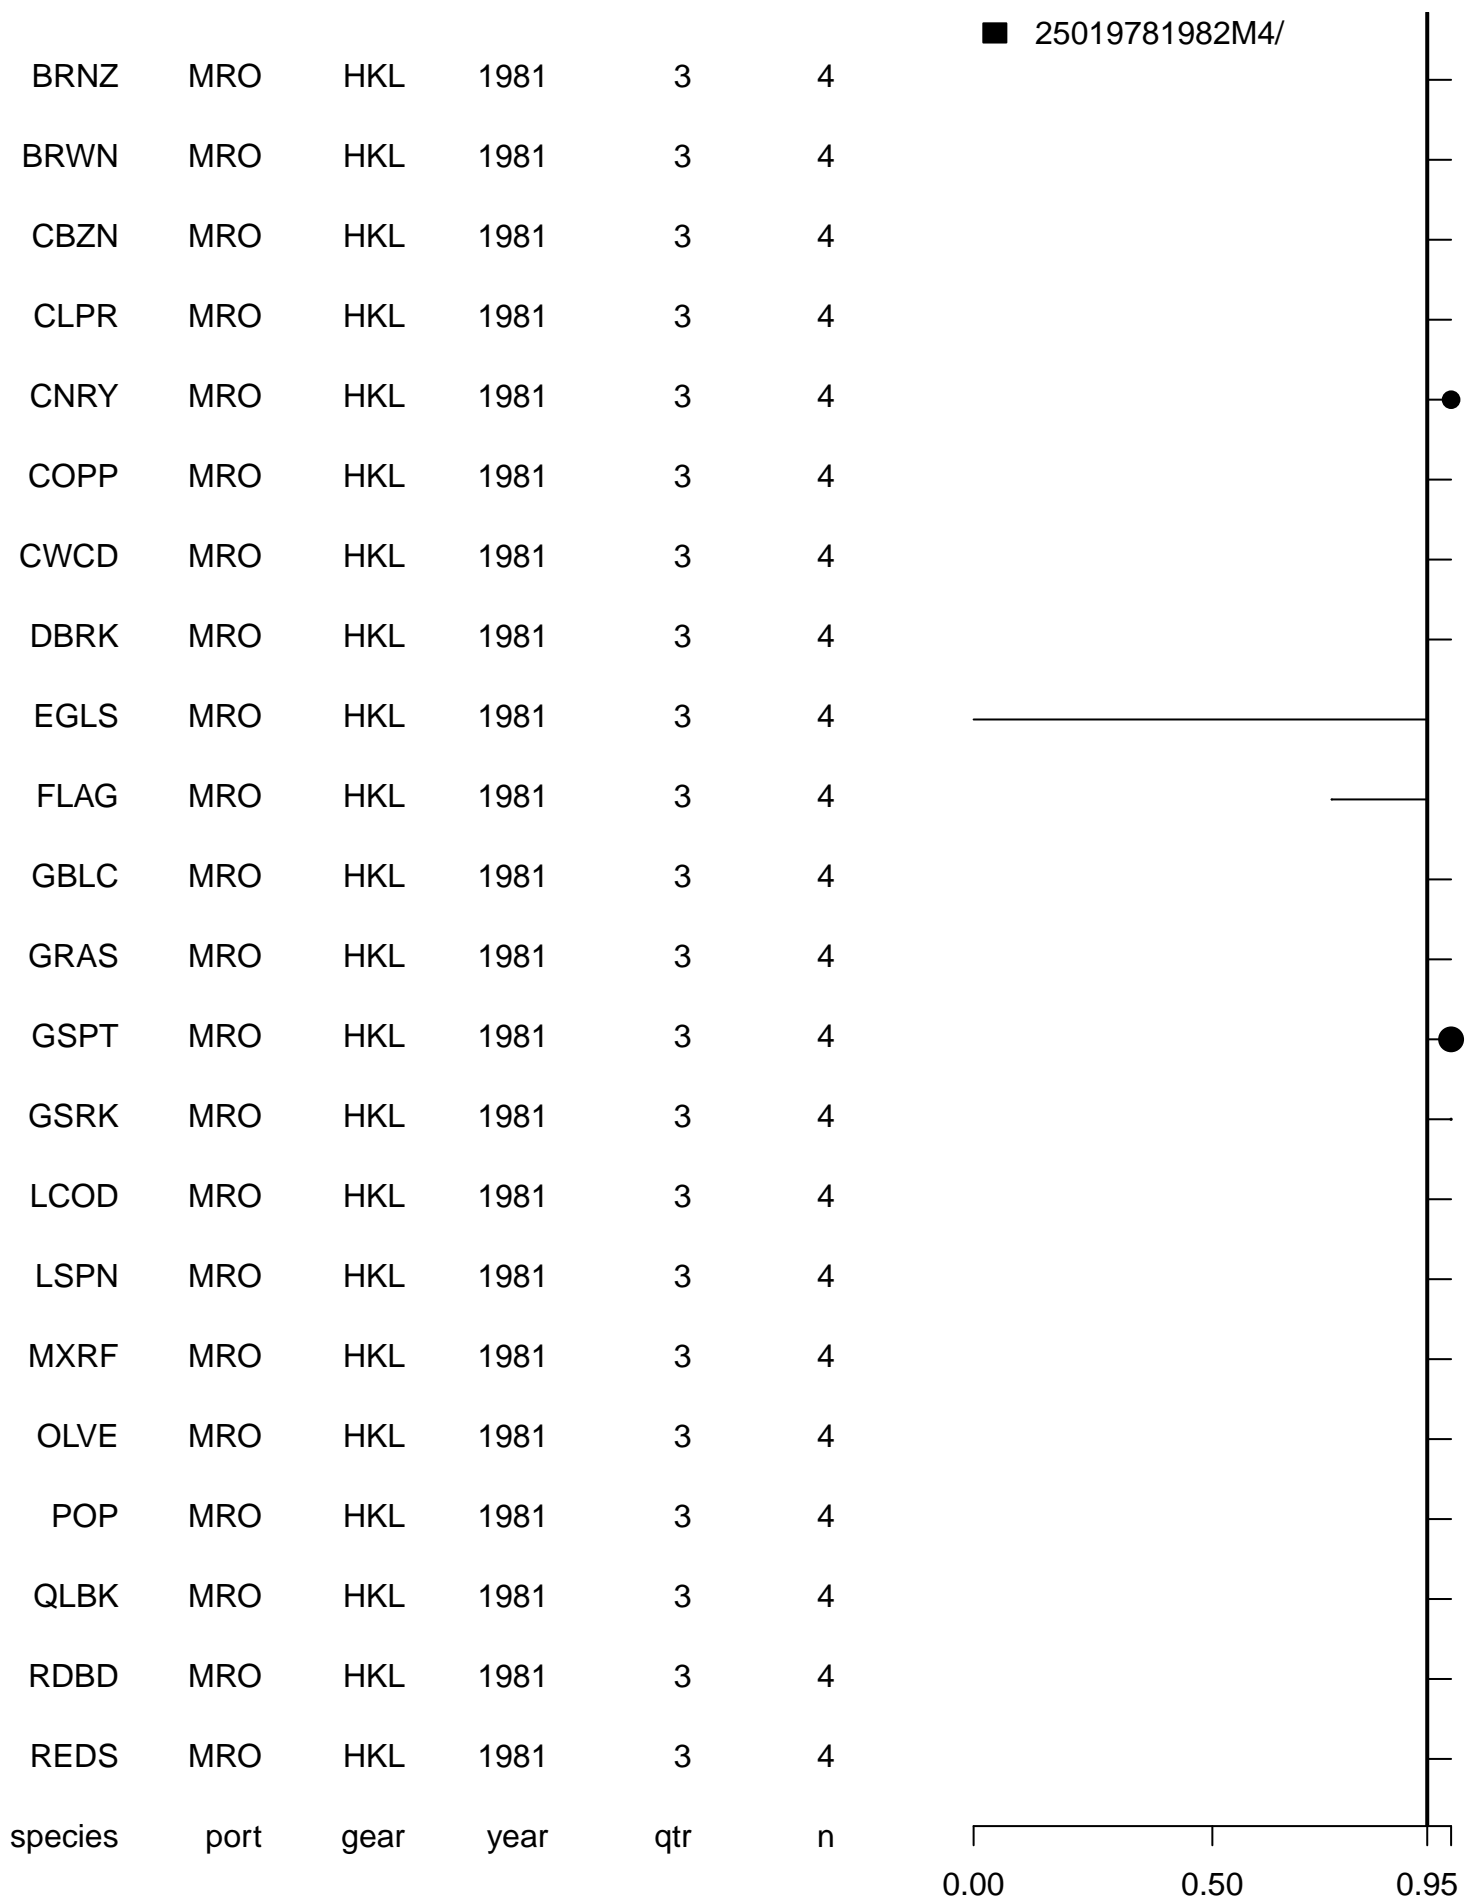 25019781982M4/
BRNZ MRO HKL 1981 3 4
BRWN MRO HKL 1981 3 4
CBZN MRO HKL 1981 3 4
CLPR MRO HKL 1981 3 4
CNRY MRO HKL 1981 3 4
COPP MRO HKL 1981 3 4
CWCD MRO HKL 1981 3 4
DBRK MRO HKL 1981 3 4
EGLS MRO HKL 1981 3 4
FLAG MRO HKL 1981 3 4
GBLC MRO HKL 1981 3 4
GRAS MRO HKL 1981 3 4
GSPT MRO HKL 1981 3 4
GSRK MRO HKL 1981 3 4
LCOD MRO HKL 1981 3 4
LSPN MRO HKL 1981 3 4
MXRF MRO HKL 1981 3 4
OLVE MRO HKL 1981 3 4
POP MRO HKL 1981 3 4
QLBK MRO HKL 1981 3 4
RDBD MRO HKL 1981 3 4
REDS MRO HKL 1981 3 4
species port gear year qtr n
0.00 0.50 0.95